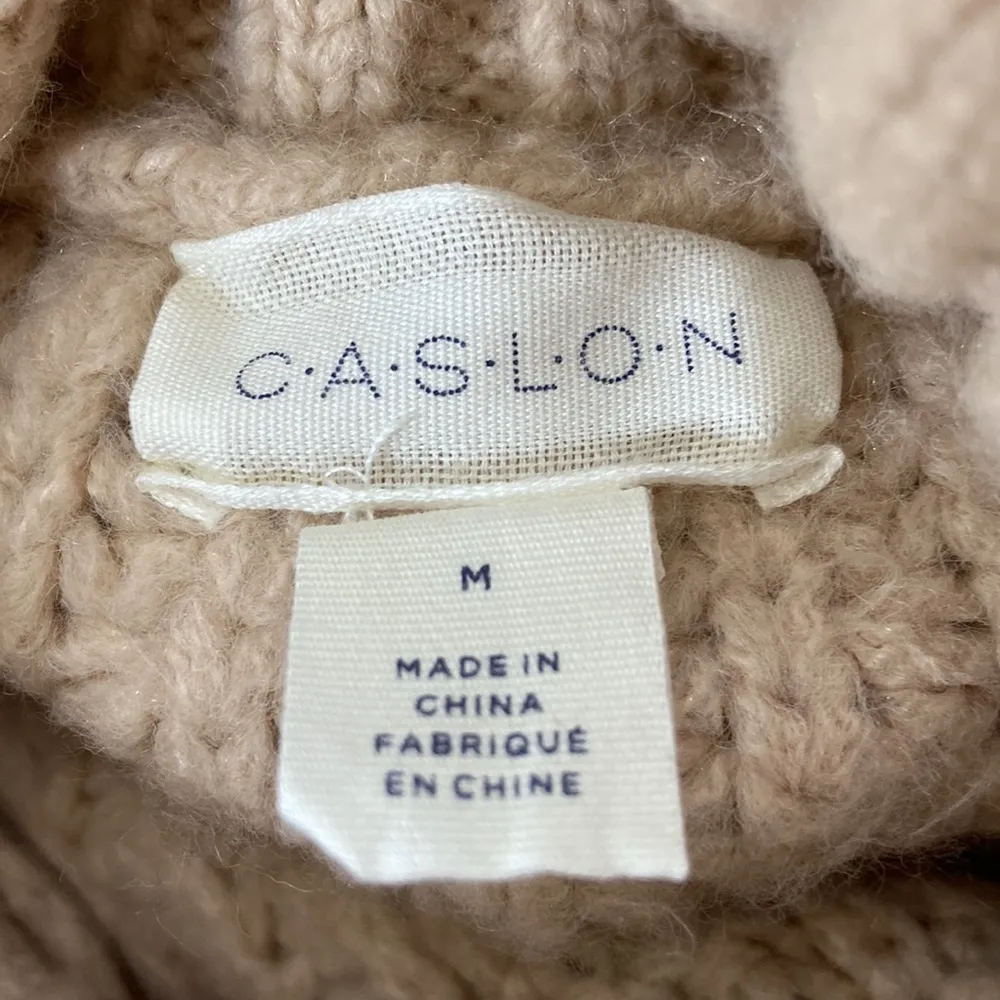 C·A·S·L·O·N
M
MADE IN
CHINA
FABRIQUÉ
EN CHINE